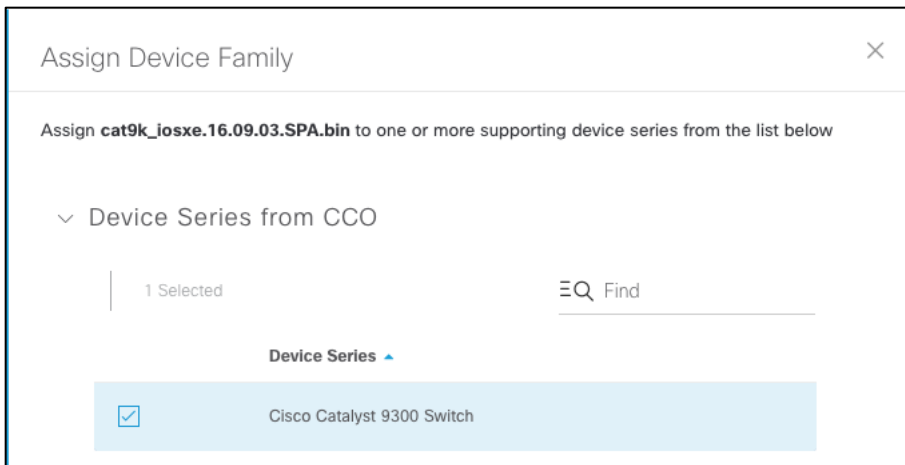 Assign Device Family
Assign cat9k_iosxe.16.09.03.SPA.bin to one or more supporting device series from the list below
Device Series from CCO
1 Selected
Find
Device Series
Cisco Catalyst 9300 Switch